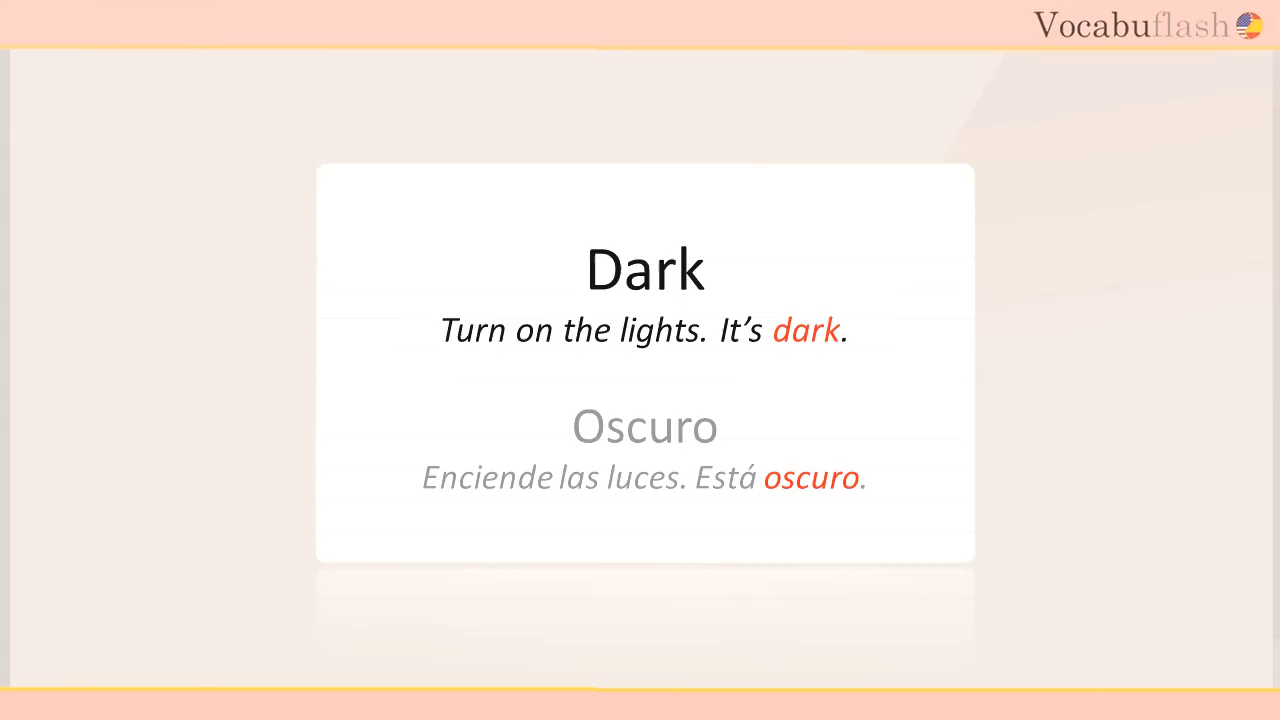 Vocabuflash
Dark
Turn on the lights. It’s dark.
Oscuro
Enciende las luces. Está oscuro.